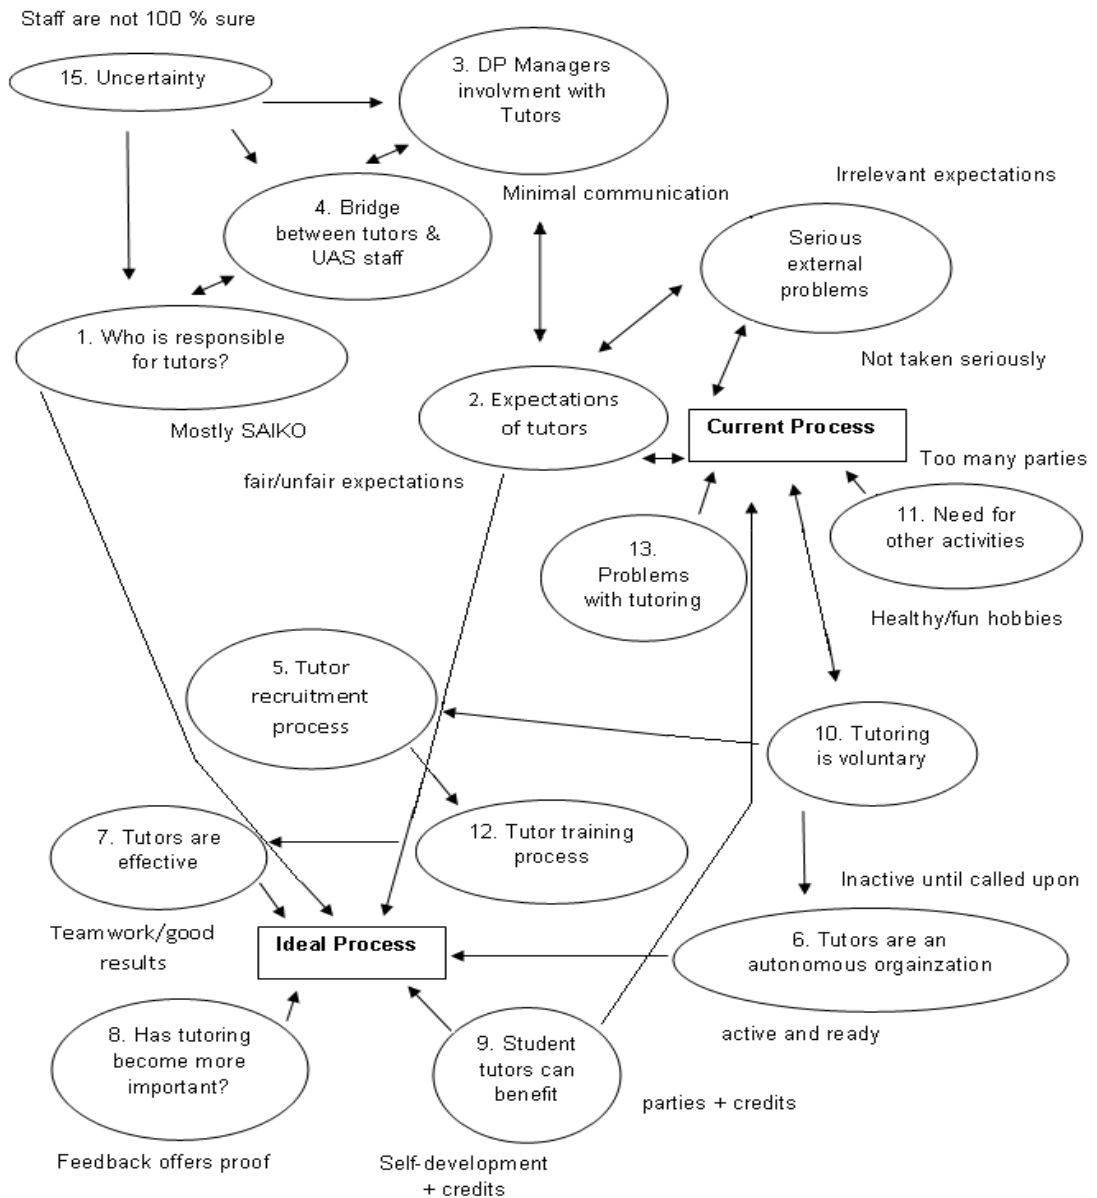 Staff are not 100 % sure
15. Uncertainty
3. DP Managers
involvment with
Tutors
Minimal communication
Irrelevant expectations
4. Bridge
between tutors &
UAS staff
Serious
external
problems
1. Who is responsible
for tutors?
Not taken seriously
Mostly SAIKO
2. Expectations
of tutors
Current Process
fair/unfair expectations
Too many parties
11. Need for
other activities
13.
Problems
with tutoring
Healthy/fun hobbies
5. Tutor
recruitment
process
10. Tutoring
is voluntary
7. Tutors are
effective
12. Tutor training
process
Inactive until called upon
Teamwork/good
results
Ideal Process
6. Tutors are an
autonomous orgainzation
active and ready
8. Has tutoring
become more
important?
9. Student
tutors can
benefit
parties + credits
Feedback offers proof
Self-development
+ credits